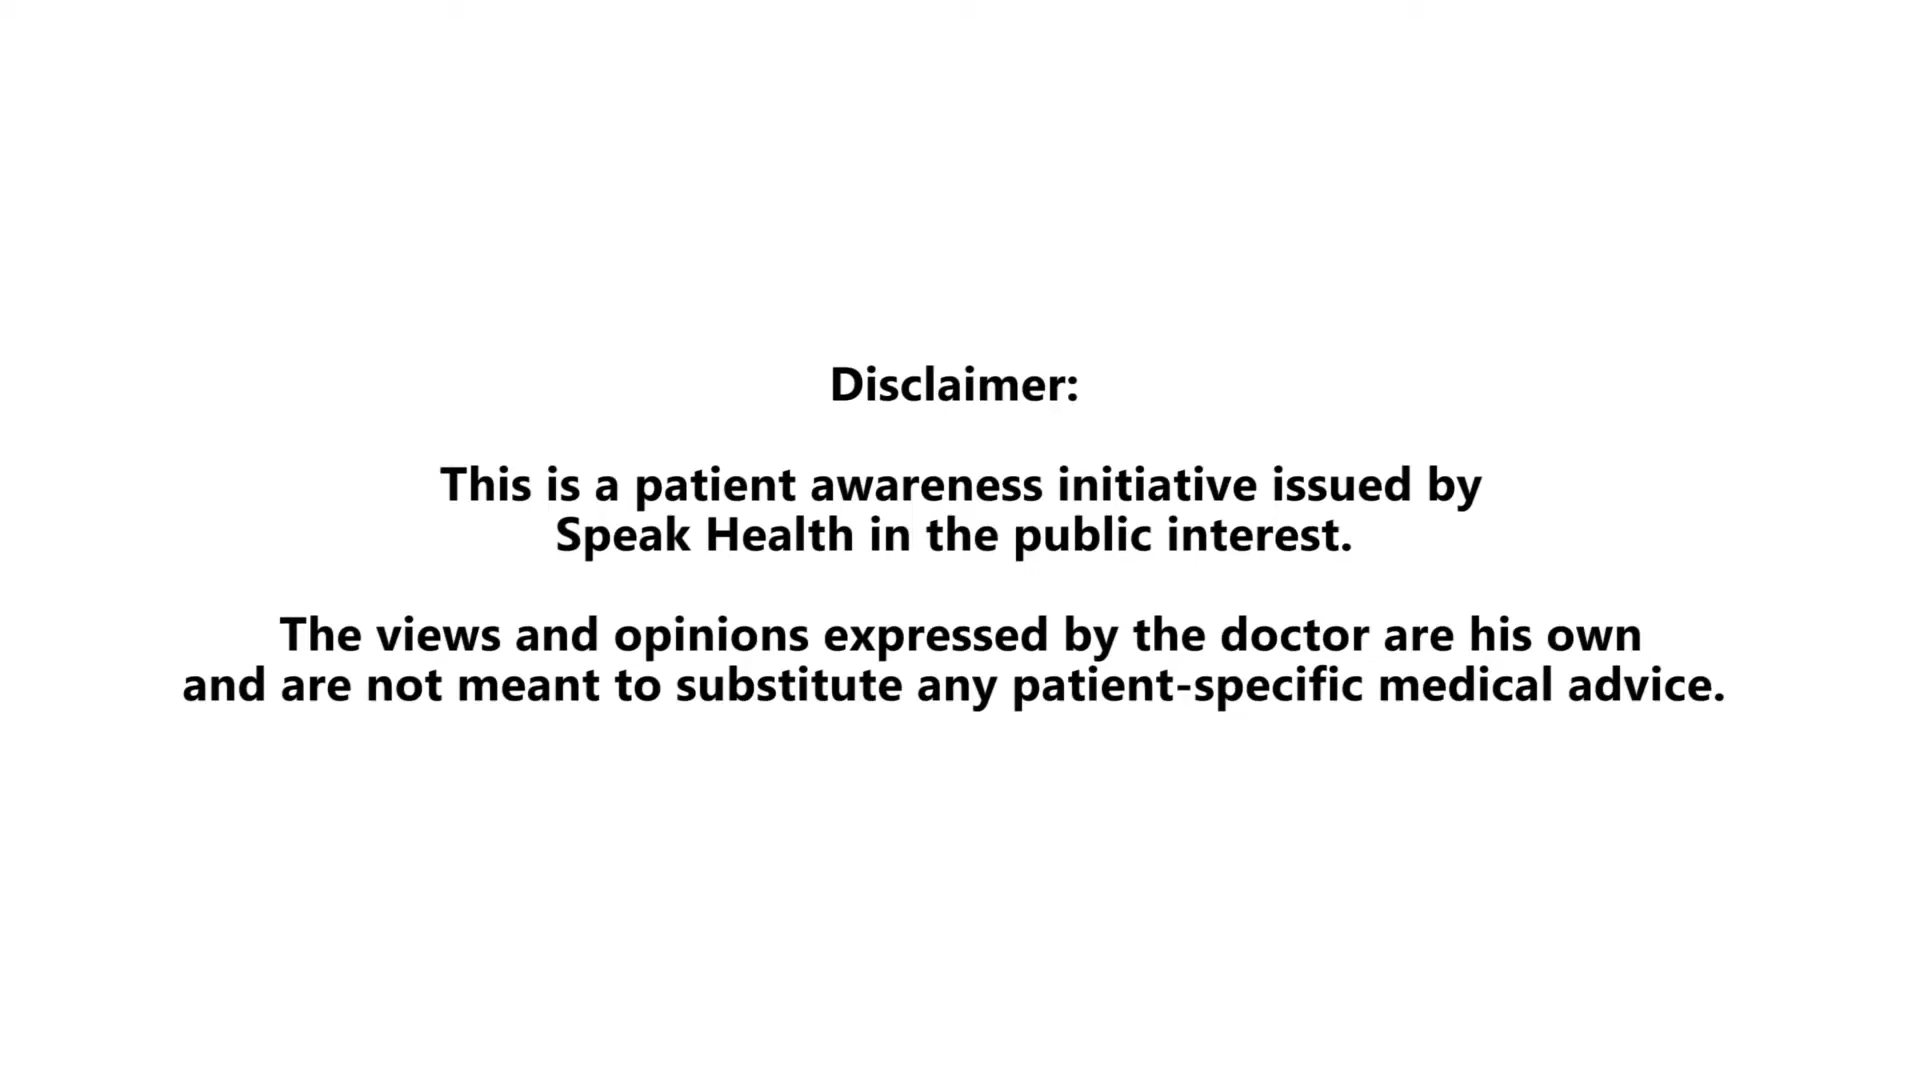 Disclaimer:
This is a patient awareness initiative issued by
Speak Health in the public interest.
The views and opinions expressed by the doctor are his own
and are not meant to substitute any patient-specific medical advice.